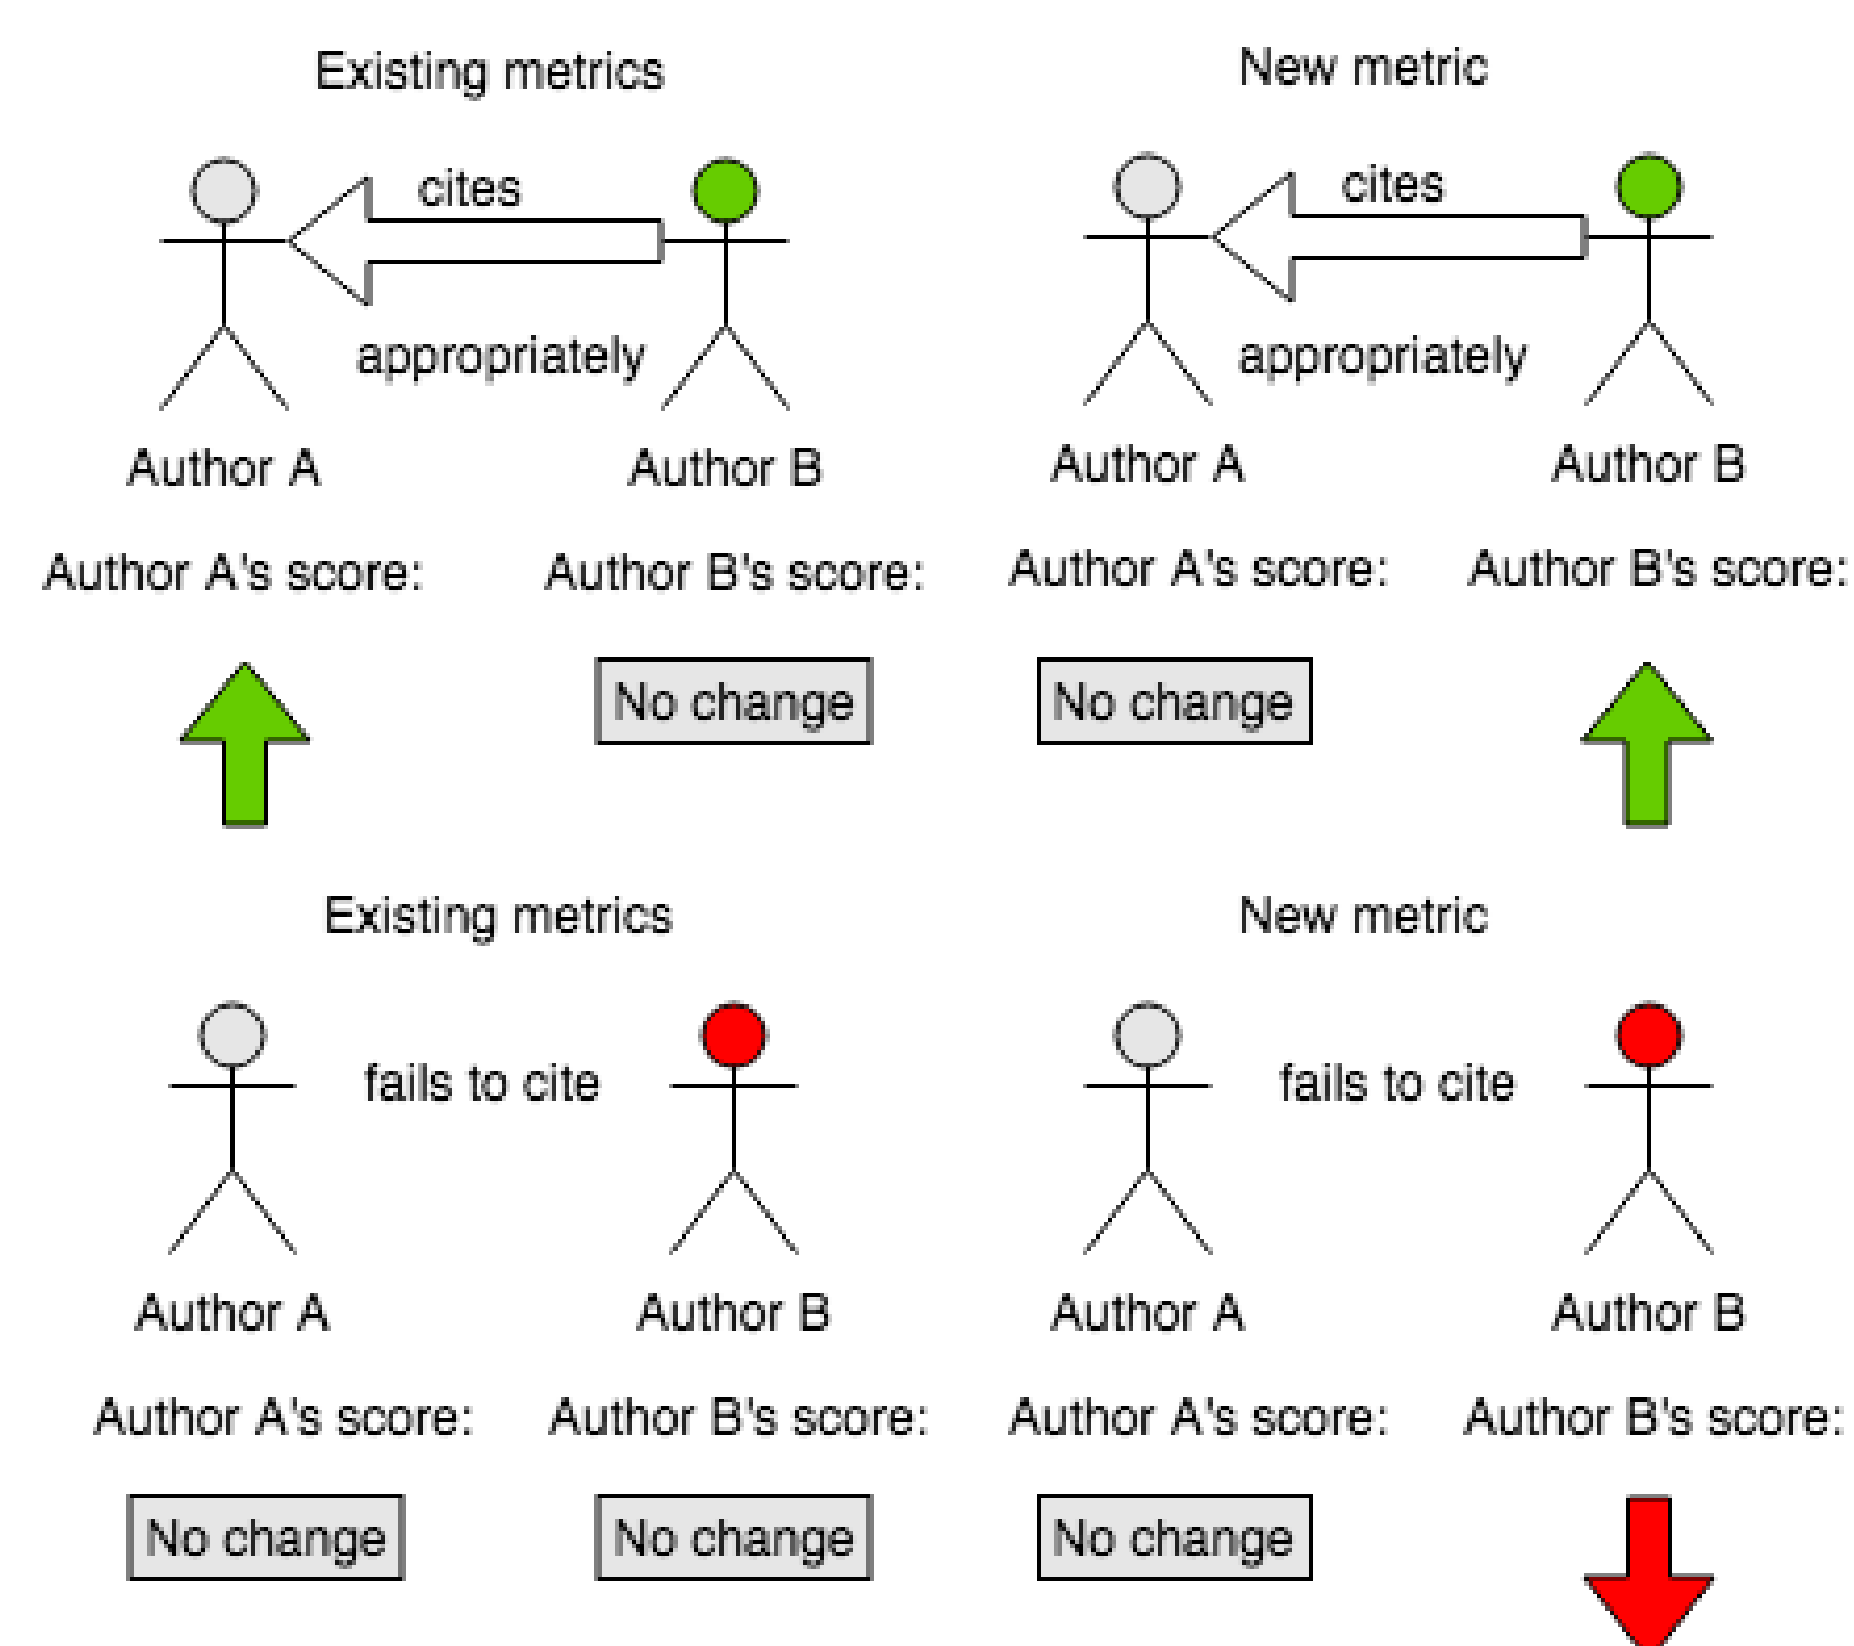 Existing metrics
cites
appropriately
Author A
Author B
Author A's score:
Author B's score:
No change
New metric
cites
appropriately
Author A
Author B
Author A's score:
Author B's score:
No change
Existing metrics
fails to cite
Author A
Author B
Author A's score:
Author B's score:
No change
No change
New metric
fails to cite
Author A
Author B
Author A's score:
Author B's score:
No change